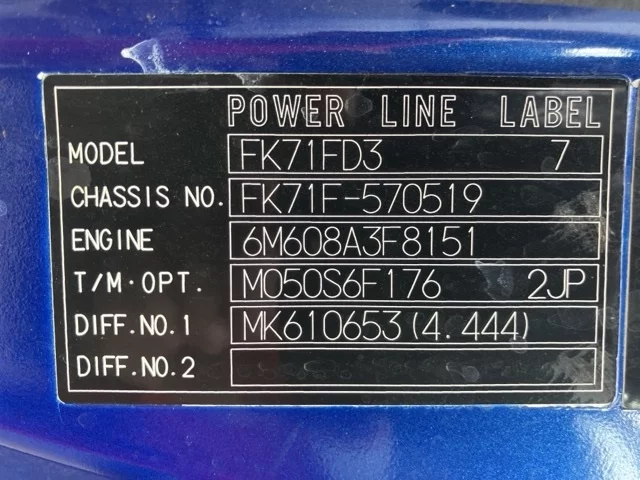 POWER LINE LABEL
MODEL FK71FD3 7
CHASSIS NO. FK71F-570519
ENGINE 6M608A3F8151
T/M·OPT. M050S6F176 2JP
DIFF.NO.1 MK610653(4.444)
DIFF.NO.2